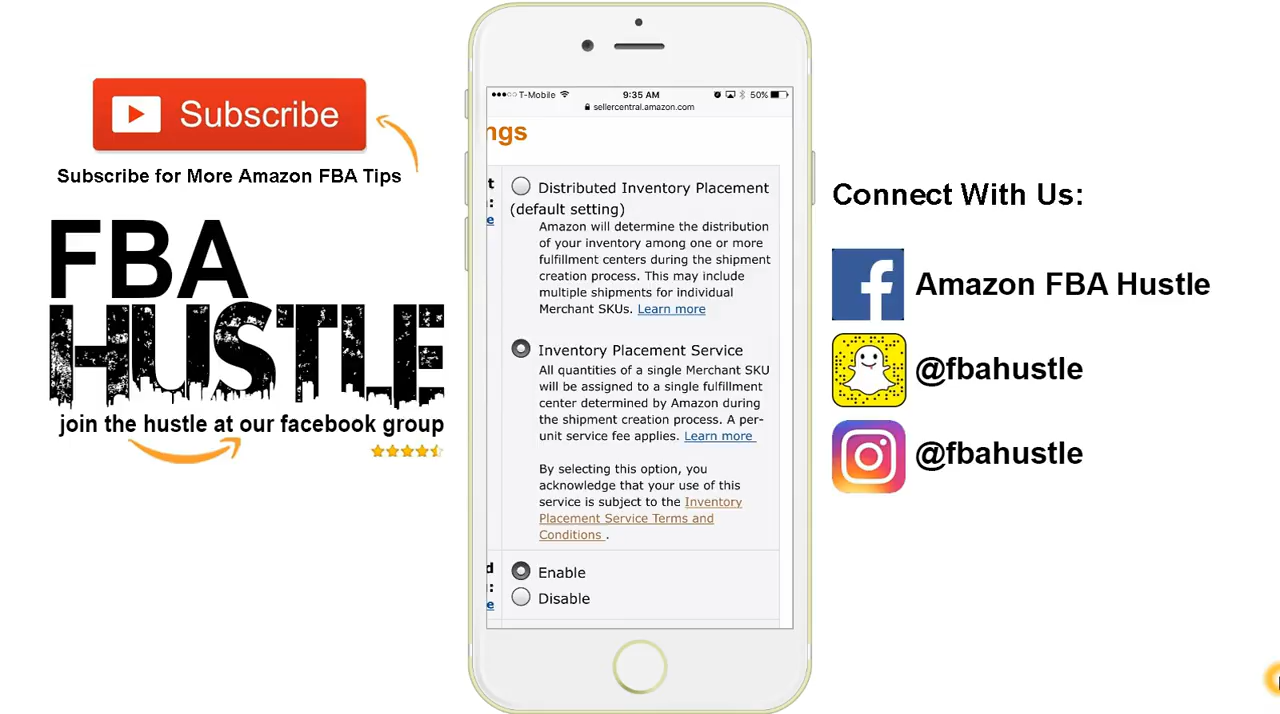 Subscribe
Subscribe for More Amazon FBA Tips
FBA
HUSTLE
join the hustle at our facebook group
T-Mobile 9:35 AM 50%
sellercentral.amazon.com
ngs
t
:
e
Distributed Inventory Placement
(default setting)
Amazon will determine the distribution
of your inventory among one or more
fulfillment centers during the shipment
creation process. This may include
multiple shipments for individual
Merchant SKUs. Learn more
Inventory Placement Service
All quantities of a single Merchant SKU
will be assigned to a single fulfillment
center determined by Amazon during
the shipment creation process. A per-
unit service fee applies. Learn more
By selecting this option, you
acknowledge that your use of this
service is subject to the Inventory
Placement Service Terms and
Conditions .
d
:
e
Enable
Disable
Connect With Us:
Amazon FBA Hustle
@fbahustle
@fbahustle